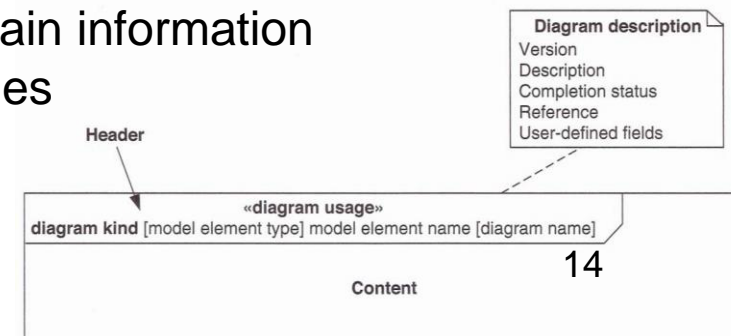 ain information
es
Diagram description
Version
Description
Completion status
Reference
User-defined fields
Header
«diagram usage»
diagram kind [model element type] model element name [diagram name]
14
Content